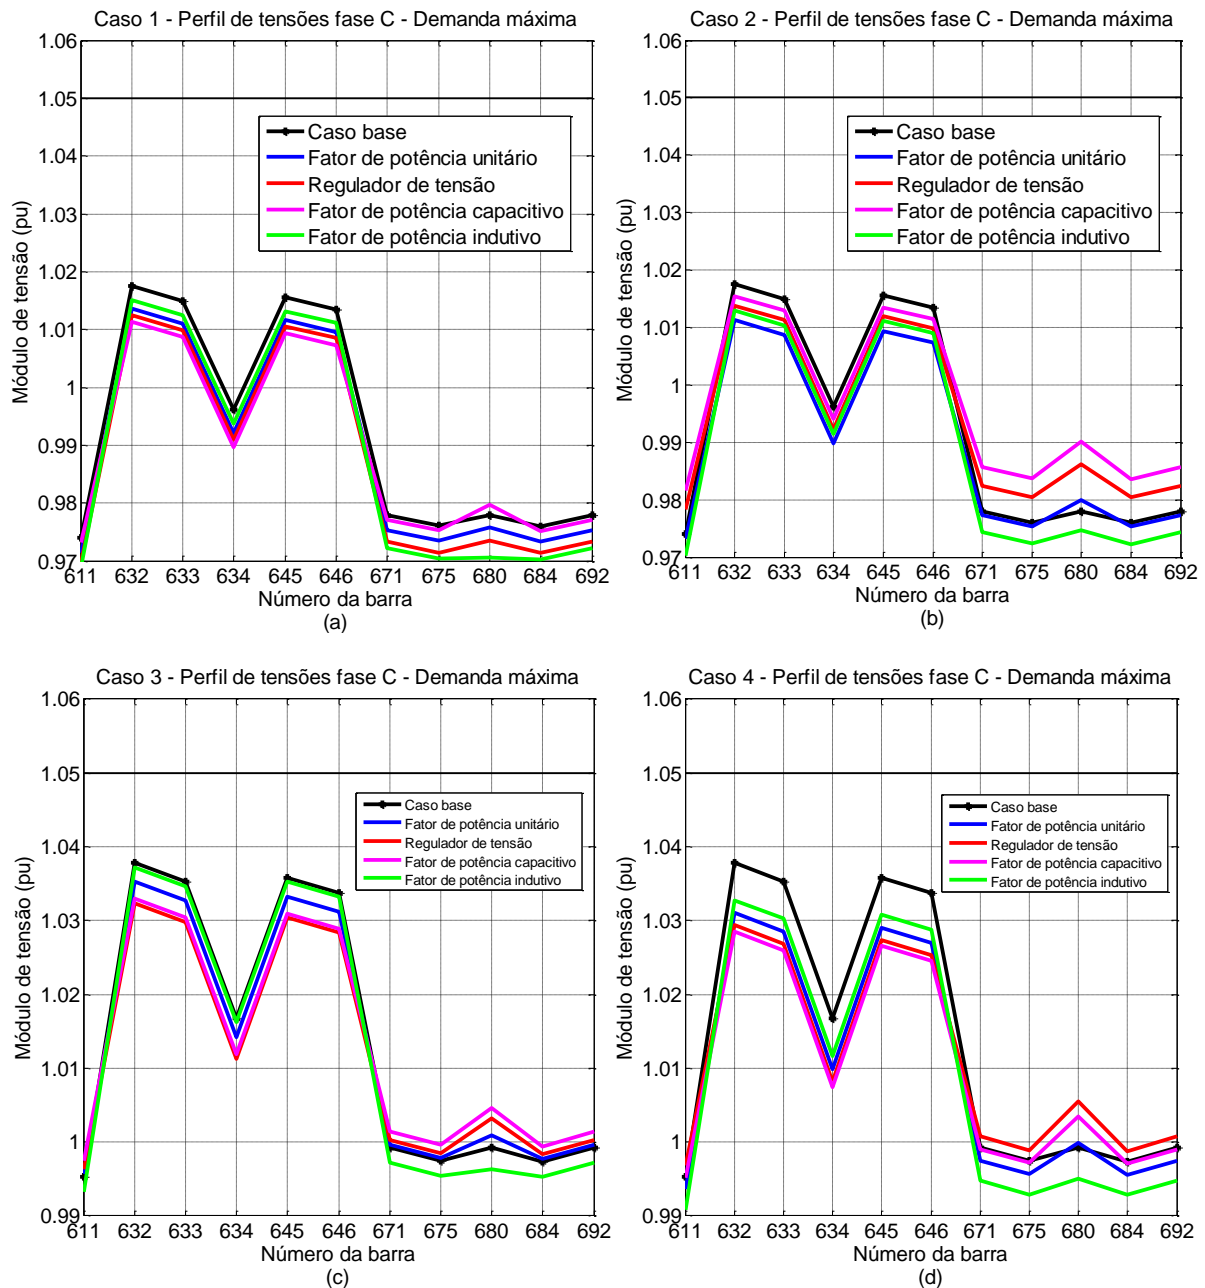 Caso 1 - Perfil de tensões fase C - Demanda máxima
1.06
1.05
1.04
1.03
1.02
1.01
1
0.99
0.98
0.97
Módulo de tensão (pu)
Caso base
Fator de potência unitário
Regulador de tensão
Fator de potência capacitivo
Fator de potência indutivo
611 632 633 634 645 646 671 675 680 684 692
Número da barra
(a)
Caso 2 - Perfil de tensões fase C - Demanda máxima
1.06
1.05
1.04
1.03
1.02
1.01
1
0.99
0.98
0.97
Módulo de tensão (pu)
Caso base
Fator de potência unitário
Regulador de tensão
Fator de potência capacitivo
Fator de potência indutivo
611 632 633 634 645 646 671 675 680 684 692
Número da barra
(b)
Caso 3 - Perfil de tensões fase C - Demanda máxima
1.06
1.05
1.04
1.03
1.02
1.01
1
0.99
Módulo de tensão (pu)
Caso base
Fator de potência unitário
Regulador de tensão
Fator de potência capacitivo
Fator de potência indutivo
611 632 633 634 645 646 671 675 680 684 692
Número da barra
(c)
Caso 4 - Perfil de tensões fase C - Demanda máxima
1.06
1.05
1.04
1.03
1.02
1.01
1
0.99
Módulo de tensão (pu)
Caso base
Fator de potência unitário
Regulador de tensão
Fator de potência capacitivo
Fator de potência indutivo
611 632 633 634 645 646 671 675 680 684 692
Número da barra
(d)